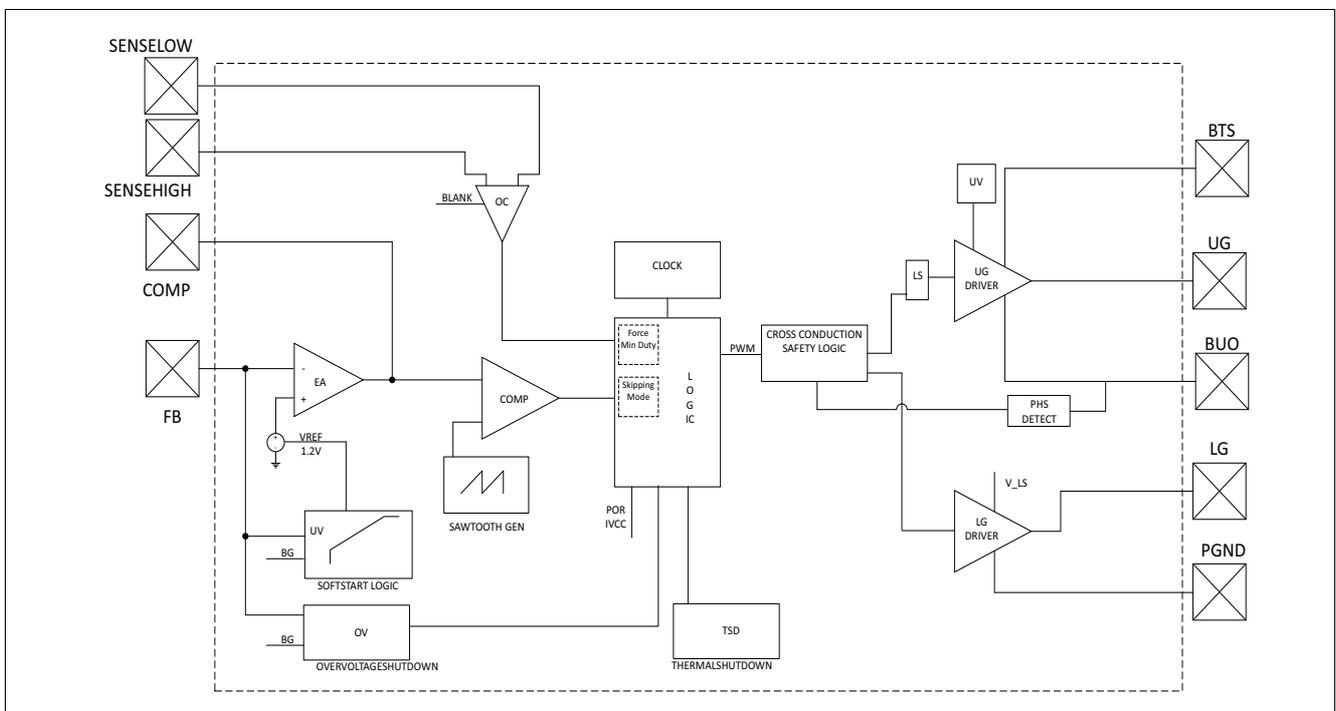 SENSELOW
SENSEHIGH
COMP
FB
BLANK
OC
-
EA
+
+
-
VREF
1.2V
UV
BG
SOFTSTART LOGIC
BG
OV
OVERVOLTAGESHUTDOWN
COMP
SAWTOOTH GEN
CLOCK
Force
Min Duty
Skipping
Mode
L
O
G
IC
POR
IVCC
TSD
THERMALSHUTDOWN
PWM
CROSS CONDUCTION
SAFETY LOGIC
LS
UV
UG
DRIVER
PHS
DETECT
V_LS
LG
DRIVER
BTS
UG
BUO
LG
PGND